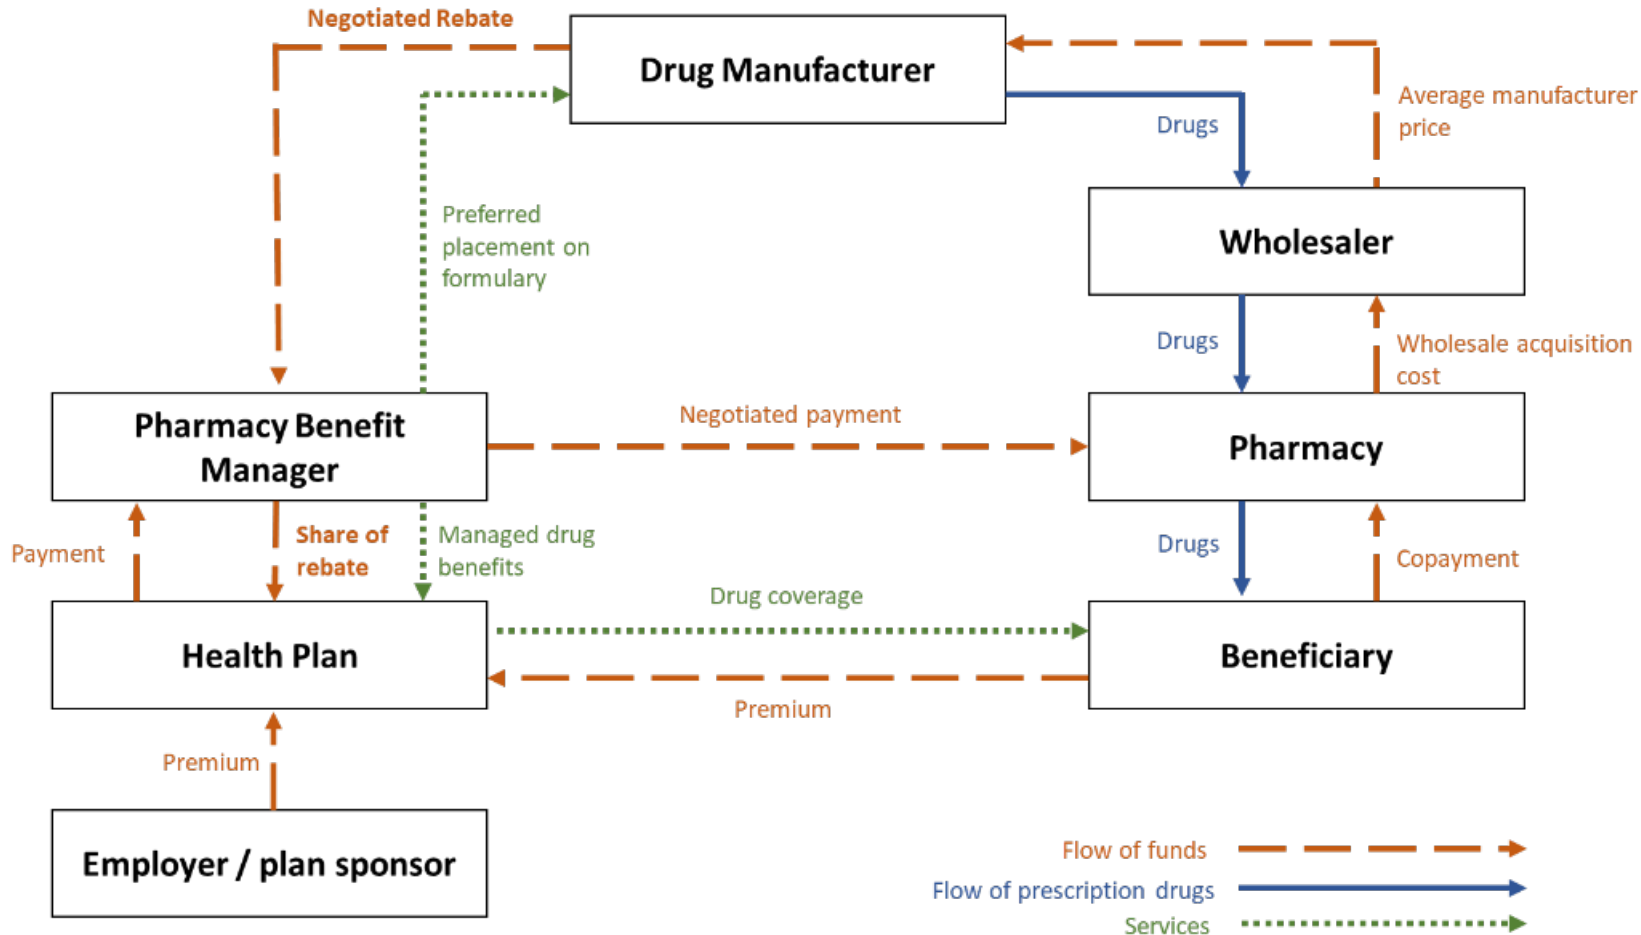 Negotiated Rebate
Drug Manufacturer
Average manufacturer
price
Drugs
Preferred
placement on
formulary
Wholesaler
Drugs
Wholesale acquisition
cost
Pharmacy Benefit
Manager
Negotiated payment
Pharmacy
Payment
Share of
rebate
Managed drug
benefits
Drugs
Copayment
Drug coverage
Health Plan
Beneficiary
Premium
Premium
Employer / plan sponsor
Flow of funds
Flow of prescription drugs
Services